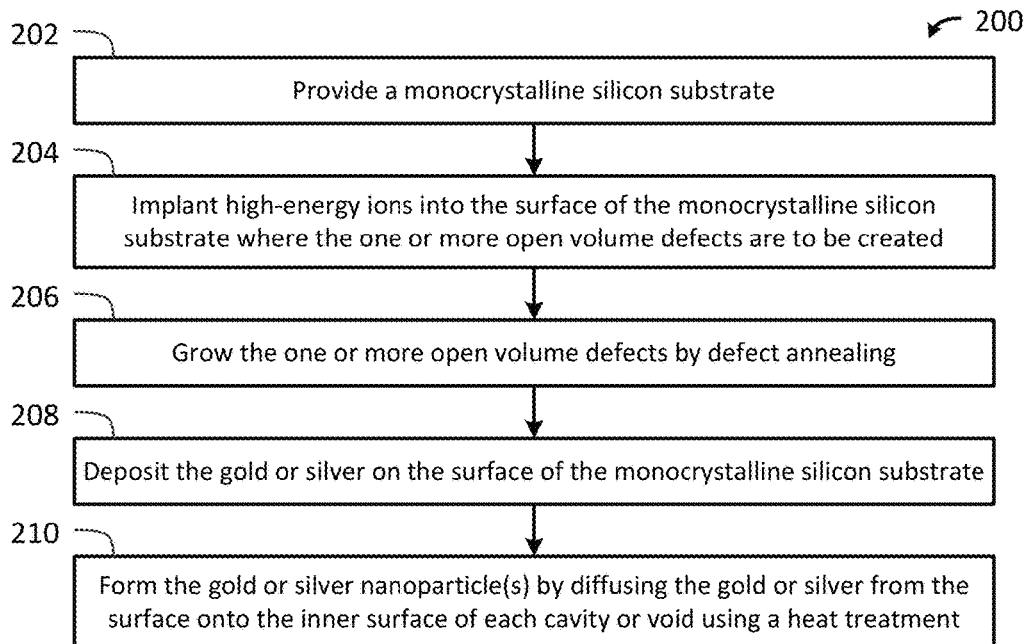 200
202
Provide a monocrystalline silicon substrate
204
Implant high-energy ions into the surface of the monocrystalline silicon
substrate where the one or more open volume defects are to be created
206
Grow the one or more open volume defects by defect annealing
208
Deposit the gold or silver on the surface of the monocrystalline silicon substrate
210
Form the gold or silver nanoparticle(s) by diffusing the gold or silver from the
surface onto the inner surface of each cavity or void using a heat treatment